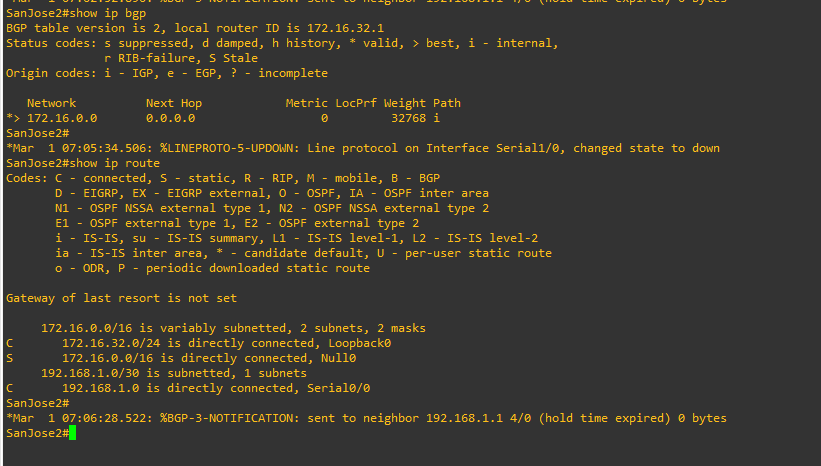 *Mar  1 07:02:52.890: %BGP-3-NOTIFICATION: sent to neighbor 192.168.1.1 4/0 (hold time expired) 0 bytes
SanJose2#show ip bgp
BGP table version is 2, local router ID is 172.16.32.1
Status codes: s suppressed, d damped, h history, * valid, > best, i - internal,
              r RIB-failure, S Stale
Origin codes: i - IGP, e - EGP, ? - incomplete

   Network          Next Hop            Metric LocPrf Weight Path
*> 172.16.0.0       0.0.0.0                  0         32768 i
SanJose2#
*Mar  1 07:05:34.506: %LINEPROTO-5-UPDOWN: Line protocol on Interface Serial1/0, changed state to down
SanJose2#show ip route
Codes: C - connected, S - static, R - RIP, M - mobile, B - BGP
       D - EIGRP, EX - EIGRP external, O - OSPF, IA - OSPF inter area
       N1 - OSPF NSSA external type 1, N2 - OSPF NSSA external type 2
       E1 - OSPF external type 1, E2 - OSPF external type 2
       i - IS-IS, su - IS-IS summary, L1 - IS-IS level-1, L2 - IS-IS level-2
       ia - IS-IS inter area, * - candidate default, U - per-user static route
       o - ODR, P - periodic downloaded static route

Gateway of last resort is not set

     172.16.0.0/16 is variably subnetted, 2 subnets, 2 masks
C       172.16.32.0/24 is directly connected, Loopback0
S       172.16.0.0/16 is directly connected, Null0
     192.168.1.0/30 is subnetted, 1 subnets
C       192.168.1.0 is directly connected, Serial0/0
SanJose2#
*Mar  1 07:06:28.522: %BGP-3-NOTIFICATION: sent to neighbor 192.168.1.1 4/0 (hold time expired) 0 bytes
SanJose2#